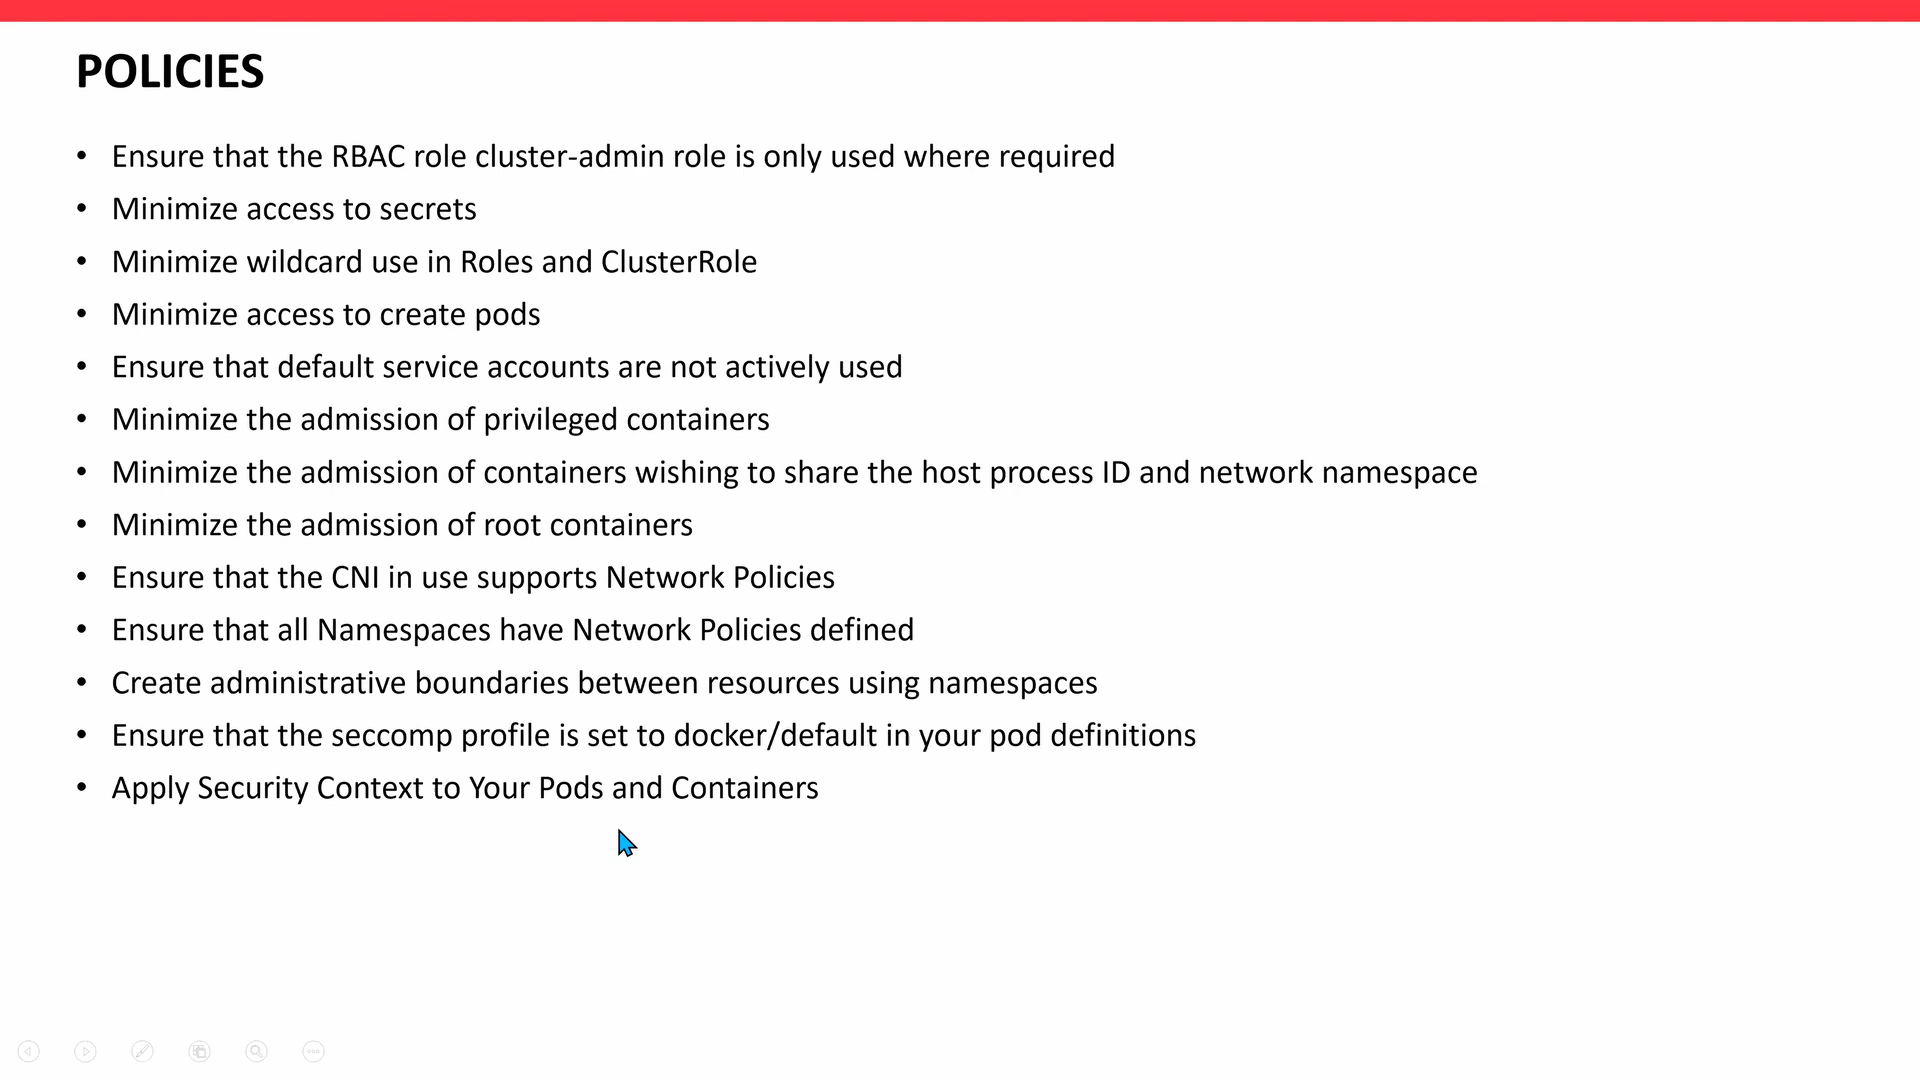 POLICIES
• Ensure that the RBAC role cluster-admin role is only used where required
• Minimize access to secrets
• Minimize wildcard use in Roles and ClusterRole
• Minimize access to create pods
• Ensure that default service accounts are not actively used
• Minimize the admission of privileged containers
• Minimize the admission of containers wishing to share the host process ID and network namespace
• Minimize the admission of root containers
• Ensure that the CNI in use supports Network Policies
• Ensure that all Namespaces have Network Policies defined
• Create administrative boundaries between resources using namespaces
• Ensure that the seccomp profile is set to docker/default in your pod definitions
• Apply Security Context to Your Pods and Containers